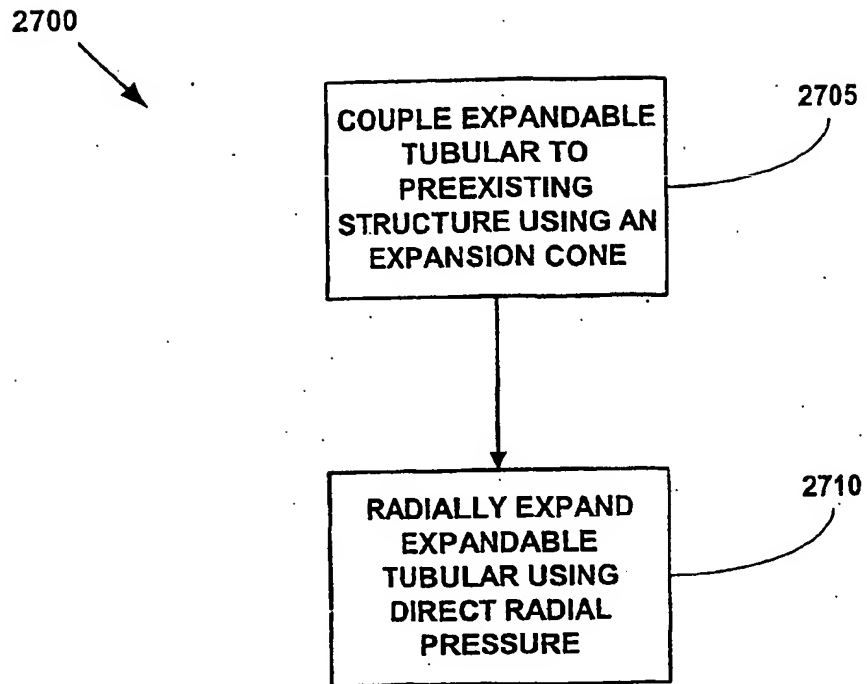 2700
2705
COUPLE EXPANDABLE
TUBULAR TO
PREEXISTING
STRUCTURE USING AN
EXPANSION CONE
2710
RADIALLY EXPAND
EXPANDABLE
TUBULAR USING
DIRECT RADIAL
PRESSURE